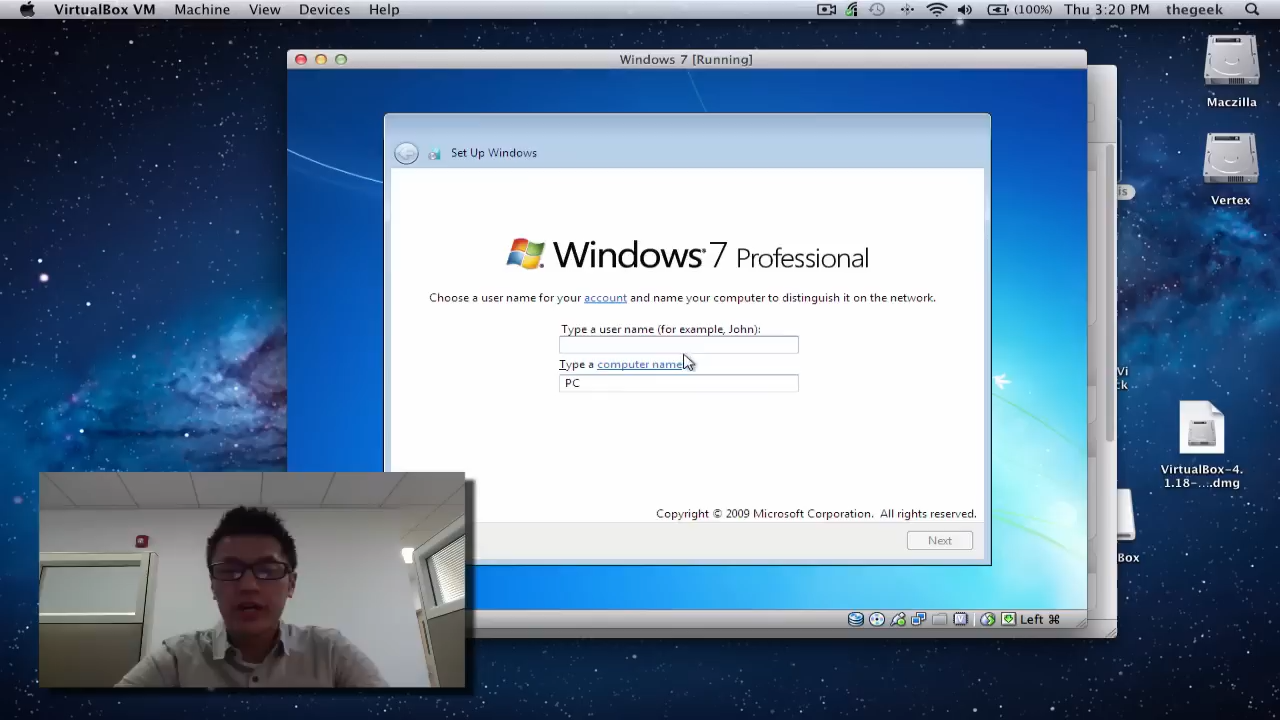 VirtualBox VM Machine View Devices Help (100%) Thu 3:20 PM thegeek
Windows 7 [Running]
Maczilla
Vertex
Set Up Windows
Windows 7 Professional
Choose a user name for your account and name your computer to distinguish it on the network.
Type a user name (for example, John):
Type a computer name
PC
VirtualBox-4.
1.18-....dmg
Copyright © 2009 Microsoft Corporation. All rights reserved.
Next
Box
Left ⌘